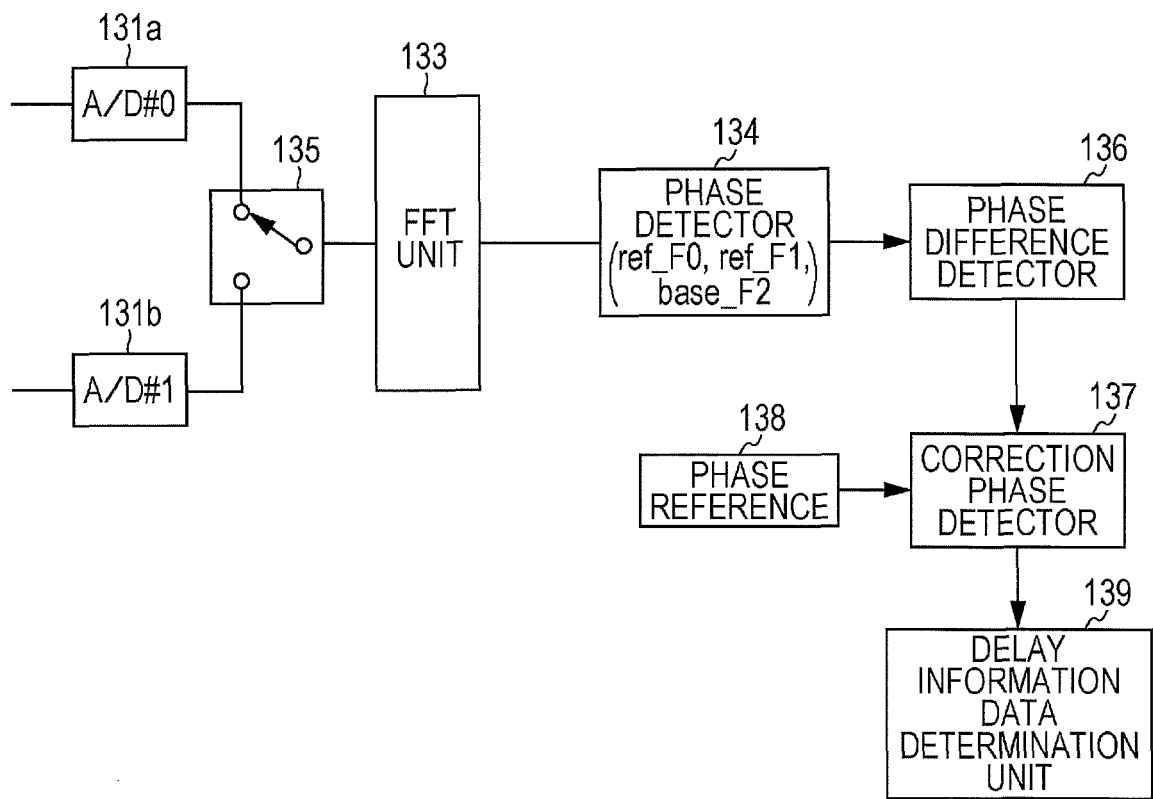 131a
A/D#0
135
133
FFT
UNIT
134
PHASE
DETECTOR
(ref_F0, ref_F1,
base_F2)
136
PHASE
DIFFERENCE
DETECTOR
131b
A/D#1
138
PHASE
REFERENCE
137
CORRECTION
PHASE
DETECTOR
139
DELAY
INFORMATION
DATA
DETERMINATION
UNIT